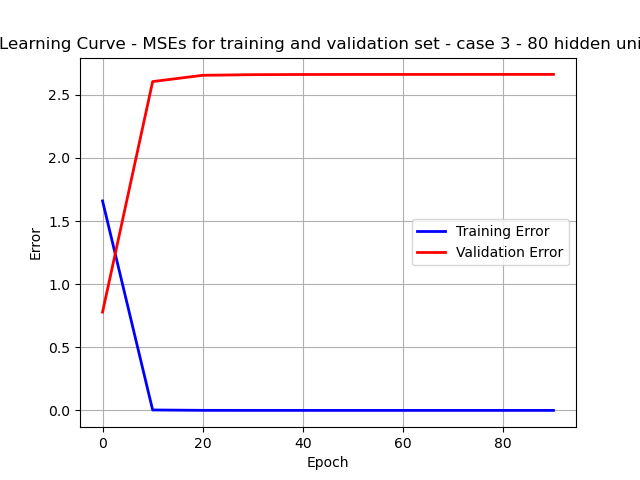 Learning Curve - MSEs for training and validation set - case 3 - 80 hidden uni
2.5
2.0
1.5
1.0
0.5
0.0
Error
Training Error
Validation Error
0 20 40 60 80
Epoch